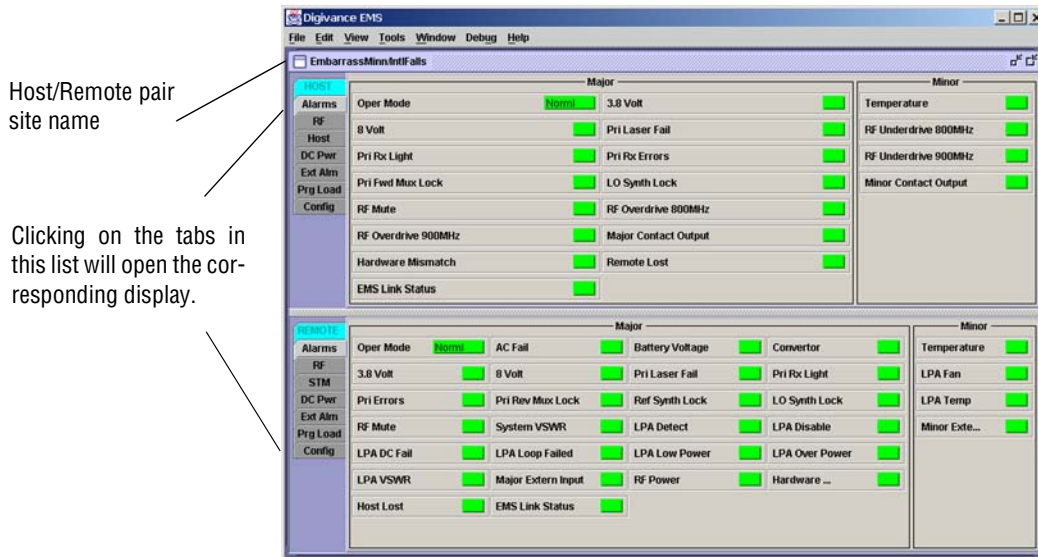 Digivance EMS
File Edit View Tools Window Debug Help
EmbarrassMinn/IntlFalls
Host/Remote pair
site name
Clicking on the tabs in
this list will open the cor-
responding display.
HOST
Alarms
RF
Host
DC Pwr
Ext Alm
Prg Load
Config
Major
Oper Mode Norml 3.8 Volt
8 Volt Pri Laser Fail
Pri Rx Light Pri Rx Errors
Pri Fwd Mux Lock LO Synth Lock
RF Mute RF Overdrive 800MHz
RF Overdrive 900MHz Major Contact Output
Hardware Mismatch Remote Lost
EMS Link Status
Minor
Temperature
RF Underdrive 800MHz
RF Underdrive 900MHz
Minor Contact Output
REMOTE
Alarms
RF
STM
DC Pwr
Ext Alm
Prg Load
Config
Major
Oper Mode Norml AC Fail Battery Voltage Convertor
3.8 Volt 8 Volt Pri Laser Fail Pri Rx Light
Pri Errors Pri Rev Mux Lock Ref Synth Lock LO Synth Lock
RF Mute System VSWR LPA Detect LPA Disable
LPA DC Fail LPA Loop Failed LPA Low Power LPA Over Power
LPA VSWR Major Extern Input RF Power Hardware ...
Host Lost EMS Link Status
Minor
Temperature
LPA Fan
LPA Temp
Minor Exte...